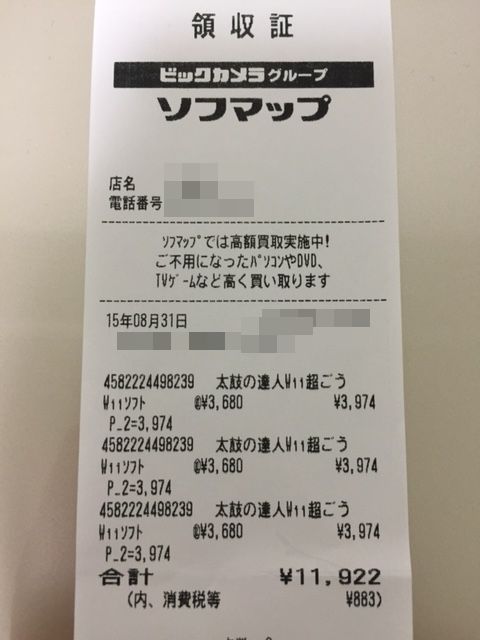 領収証
ビックカメラグループ
ソフマップ
店名
電話番号
ソフマップでは高額買取実施中!
ご不用になったパソコンやDVD、
TVゲームなど高く買い取ります
15年08月31日
4582224498239 太鼓の達人Wii超ごう
Wiiソフト @¥3,680 ¥3,974
P_2=3,974
4582224498239 太鼓の達人Wii超ごう
Wiiソフト @¥3,680 ¥3,974
P_2=3,974
4582224498239 太鼓の達人Wii超ごう
Wiiソフト @¥3,680 ¥3,974
P_2=3,974
合計 ¥11,922
(内、消費税等 ¥883)